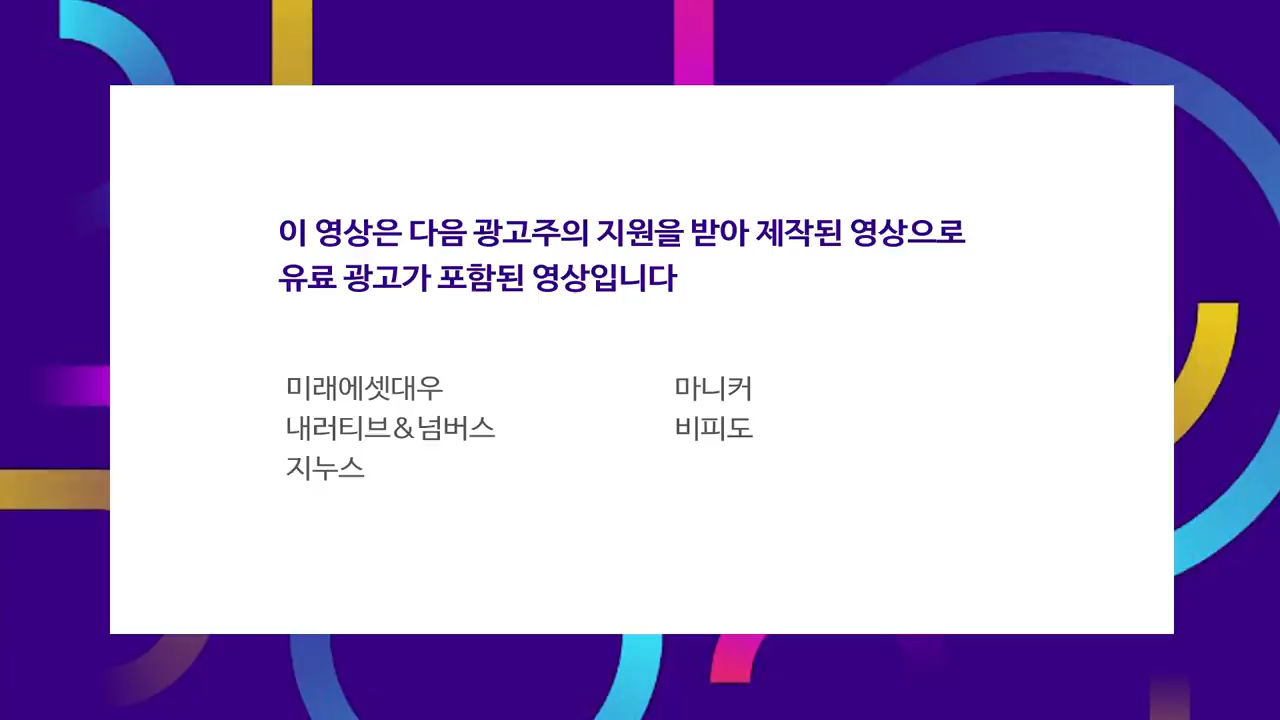 이 영상은 다음 광고주의 지원을 받아 제작된 영상으로
유료 광고가 포함된 영상입니다
미래에셋대우
내러티브&넘버스
지누스
마니커
비피도